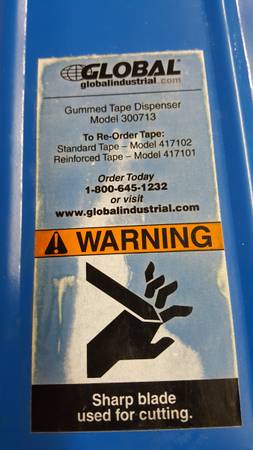 GLOBAL
globalindustrial.com
Gummed Tape Dispenser
Model 300713
To Re-Order Tape:
Standard Tape – Model 417102
Reinforced Tape – Model 417101
Order Today
1-800-645-1232
or visit
www.globalindustrial.com
WARNING
Sharp blade
used for cutting.